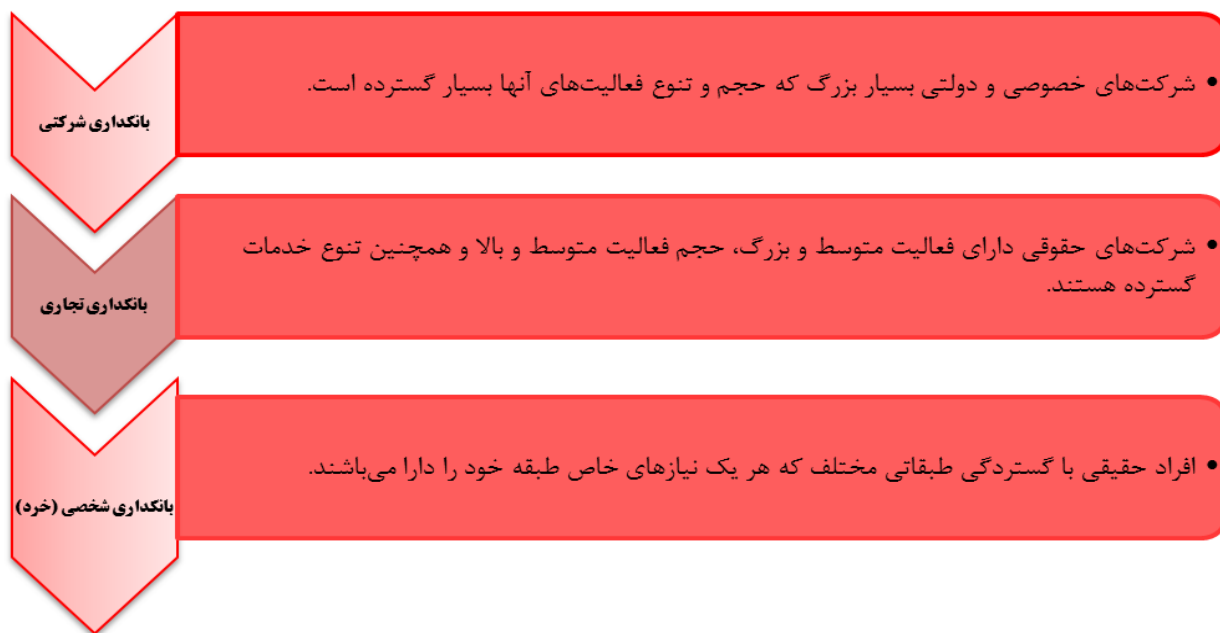 بانکداری شرکتی
• شرکت‌های خصوصی و دولتی بسیار بزرگ که حجم و تنوع فعالیت‌های آنها بسیار گسترده است.
بانکداری تجاری
• شرکت‌های حقوقی دارای فعالیت متوسط و بزرگ، حجم فعالیت متوسط و بالا و همچنین تنوع خدمات
گسترده هستند.
بانکداری شخصی (خرد)
• افراد حقیقی با گستردگی طبقاتی مختلف که هر یک نیازهای خاص طبقه خود را دارا می‌باشند.